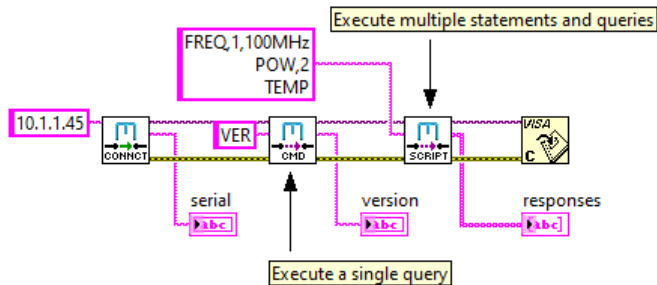 Execute multiple statements and queries
FREQ,1,100MHz
POW,2
TEMP
10.1.1.45
CONNCT
VER
CMD
SCRIPT
VISA
C
serial
abc
version
abc
responses
abc
Execute a single query